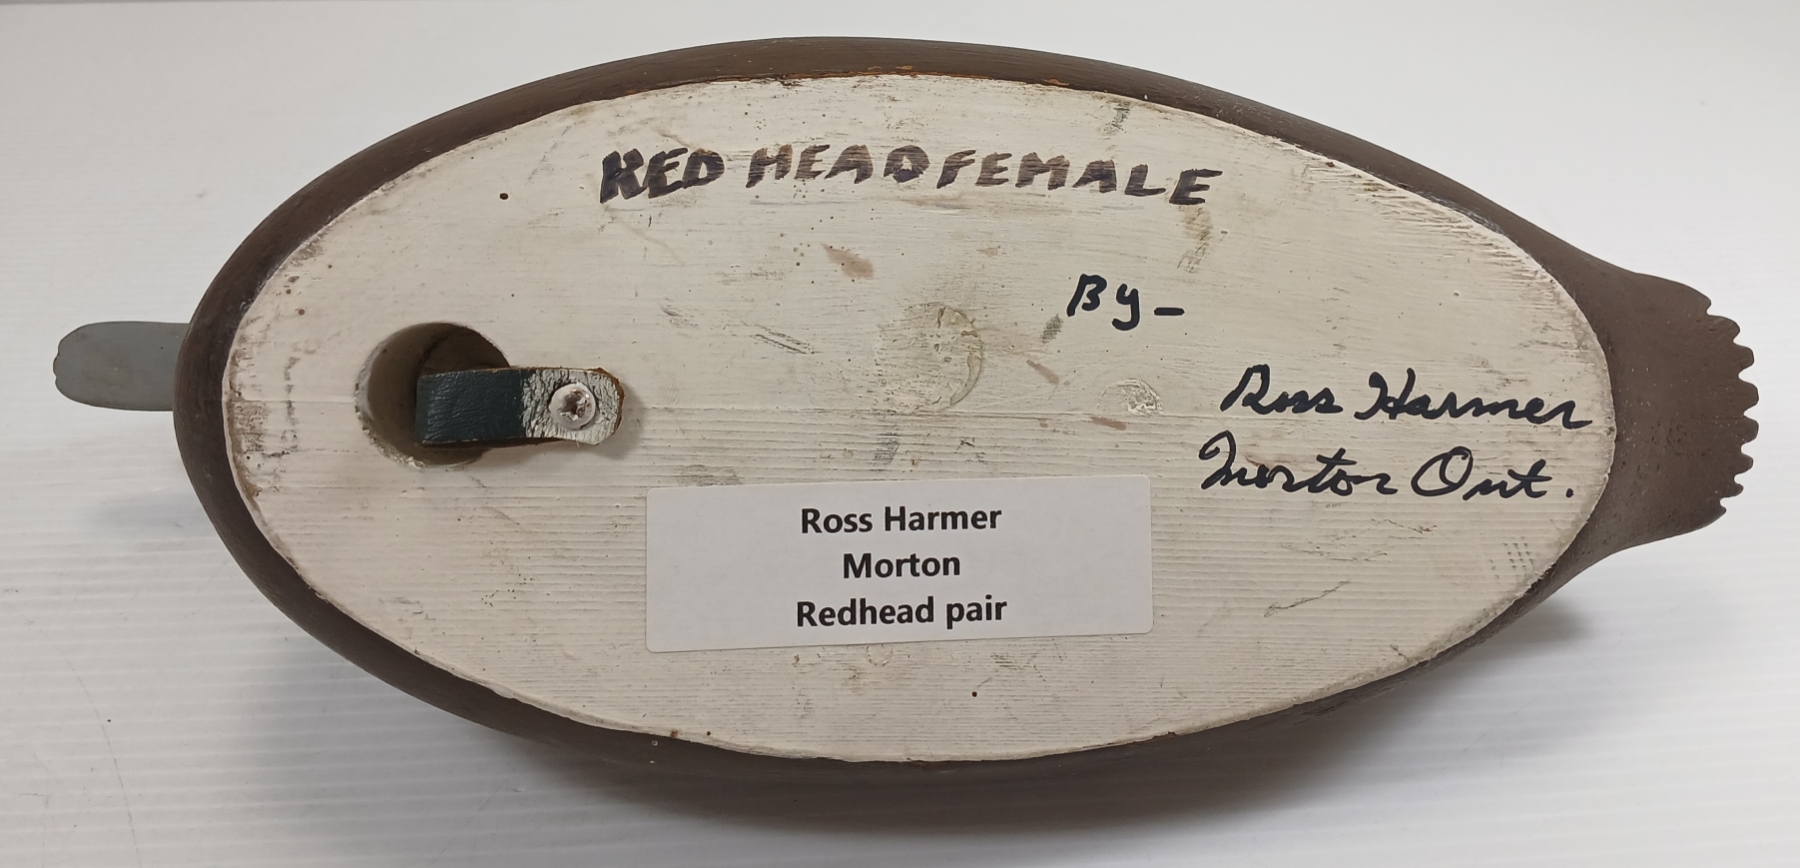 RED HEAD FEMALE
By-
Ross Harmer
Morton Ont.
Ross Harmer
Morton
Redhead pair